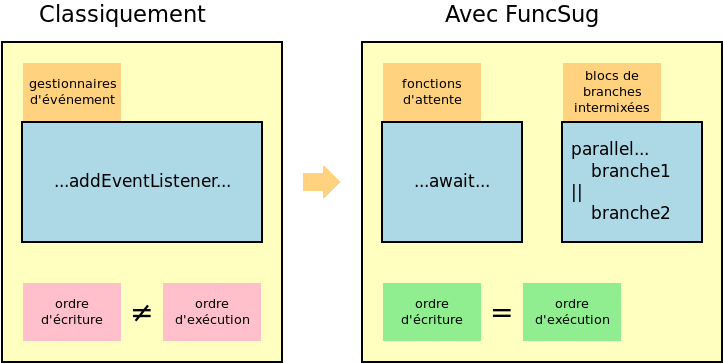 Classiquement
gestionnaires
d'événement
...addEventListener...
ordre
d'écriture
≠
ordre
d'exécution
Avec FuncSug
fonctions
d'attente
...await...
blocs de
branches
intermixées
parallel...
branche1
||
branche2
ordre
d'écriture
=
ordre
d'exécution